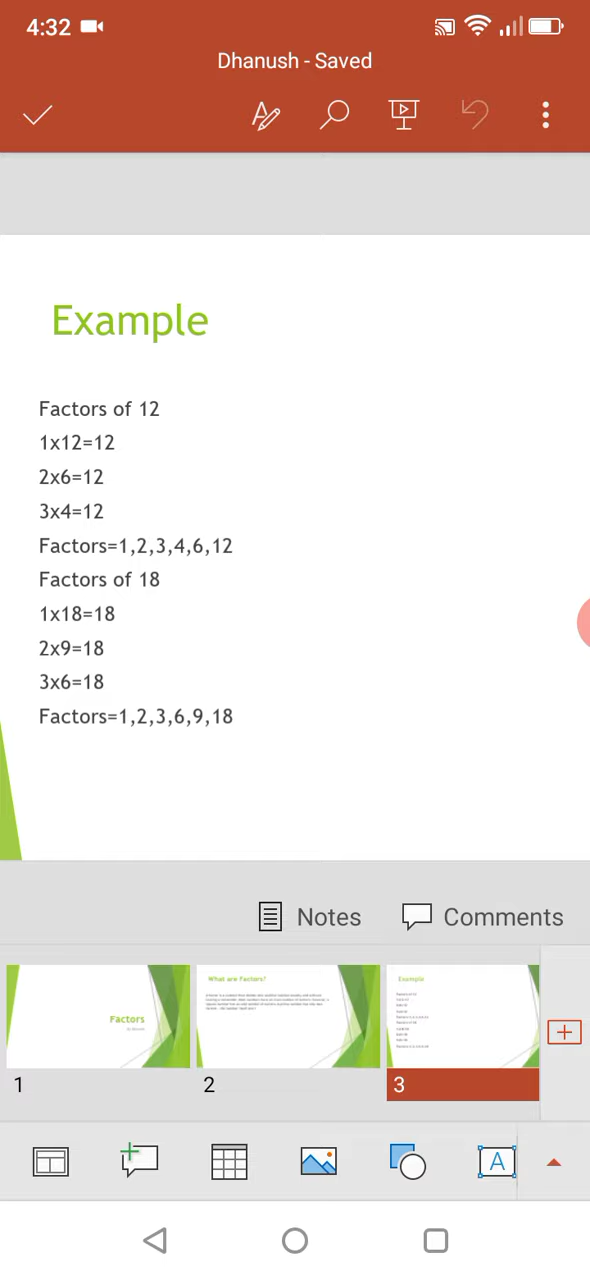 4:32
Dhanush - Saved
Example
Factors of 12
1x12=12
2x6=12
3x4=12
Factors=1,2,3,4,6,12
Factors of 18
1x18=18
2x9=18
3x6=18
Factors=1,2,3,6,9,18
Notes
Comments
Factors
What are Factors?
Example
1
2
3